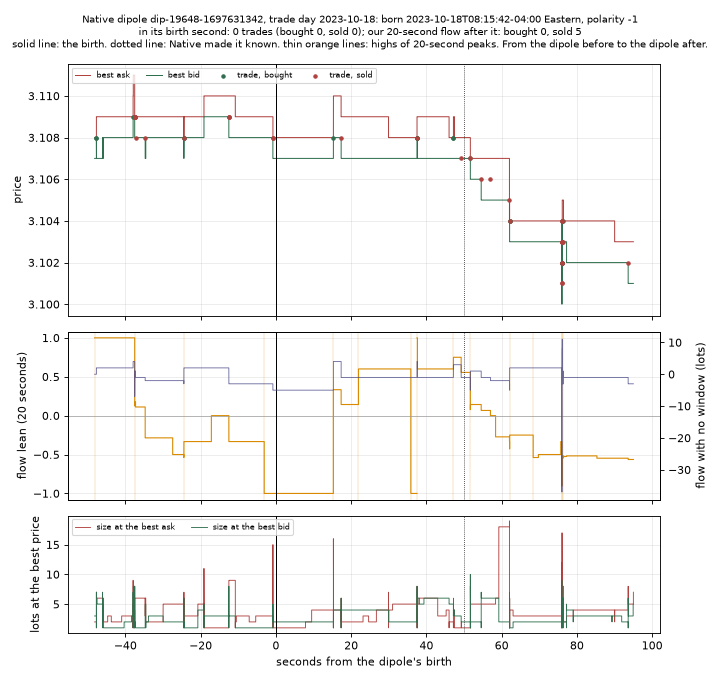 Native dipole dip-19648-1697631342, trade day 2023-10-18: born 2023-10-18T08:15:42-04:00 Eastern, polarity -1
in its birth second: 0 trades (bought 0, sold 0); our 20-second flow after it: bought 0, sold 5
solid line: the birth. dotted line: Native made it known. thin orange lines: highs of 20-second peaks. From the dipole before to the dipole after.
best ask best bid trade, bought trade, sold
3.110
3.108
3.106
3.104
3.102
3.100
price
1.0
0.5
0.0
−0.5
−1.0
flow lean (20 seconds)
10
0
−10
−20
−30
flow with no window (lots)
size at the best ask size at the best bid
15
10
5
lots at the best price
−40 −20 0 20 40 60 80 100
seconds from the dipole's birth